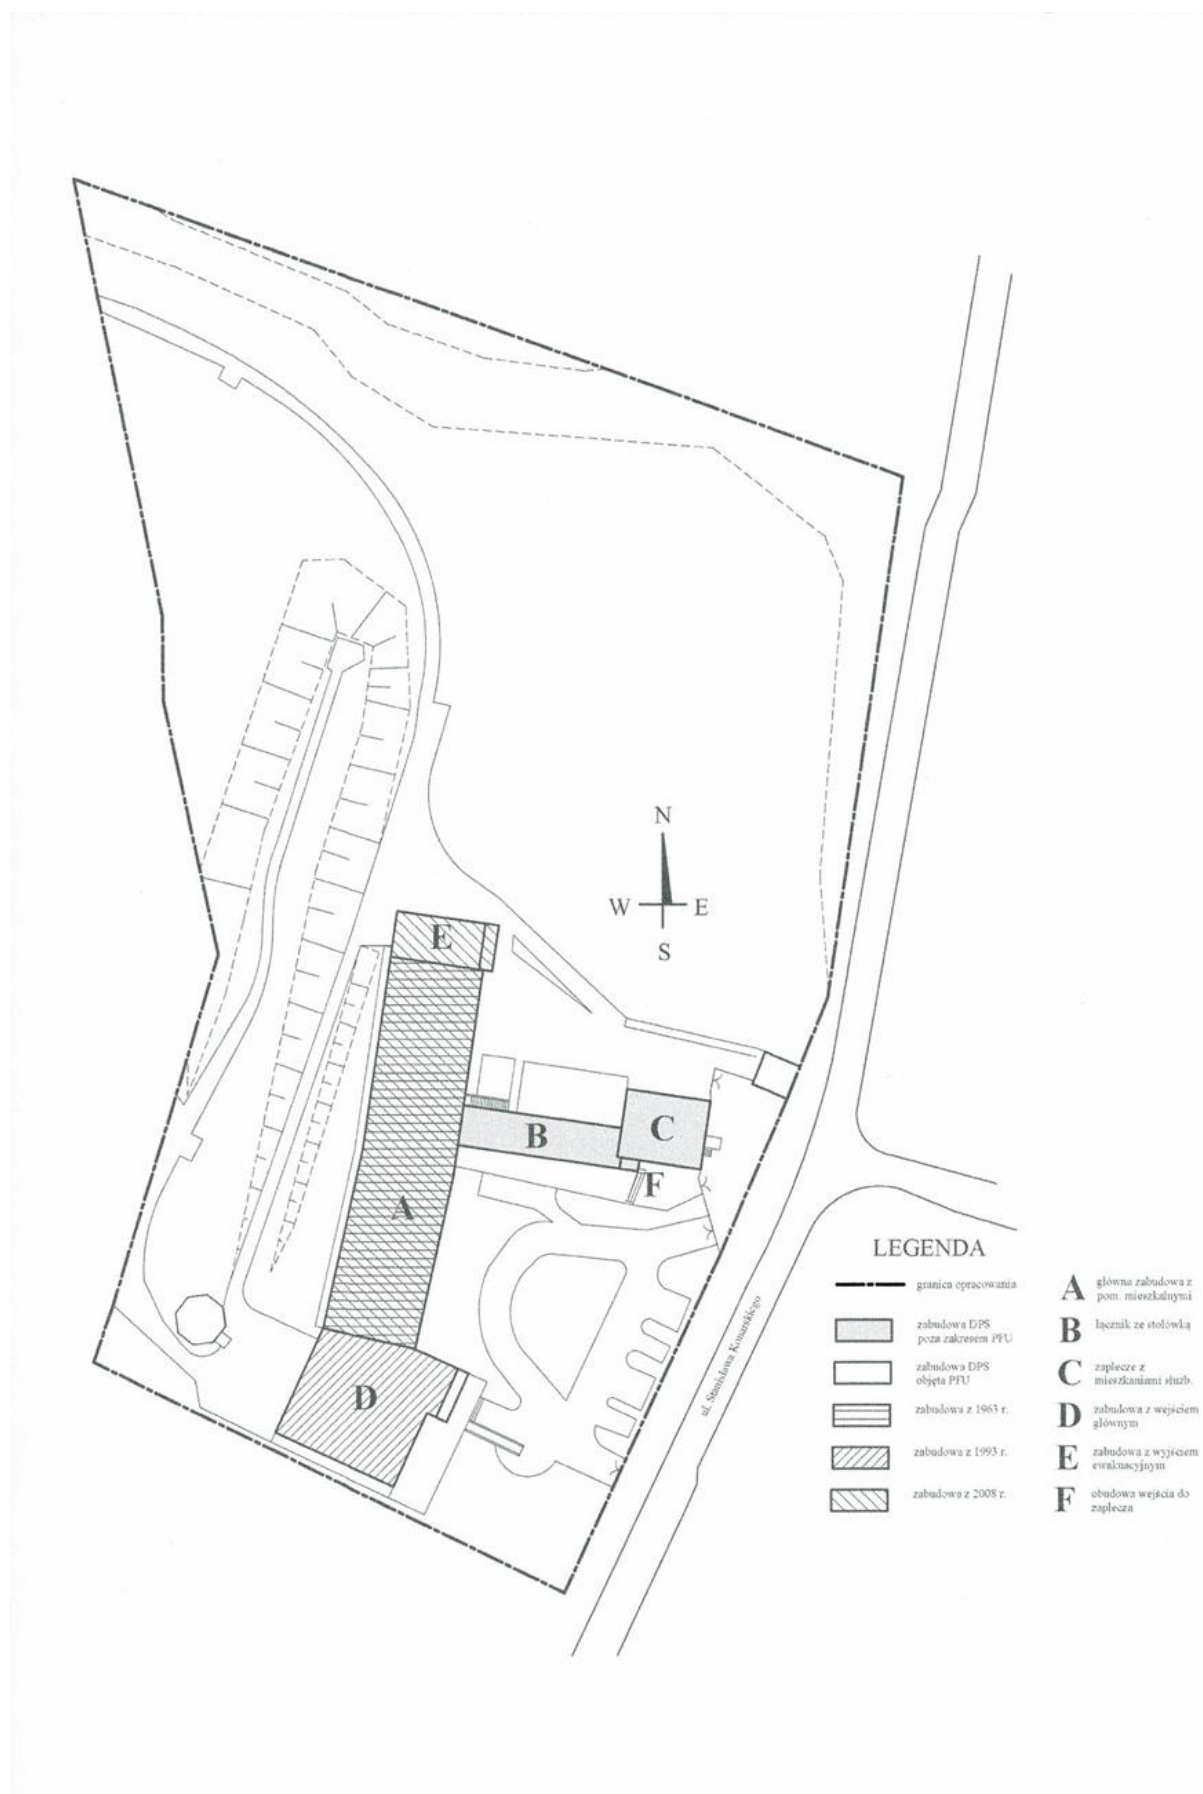 N
W E
S
E
B
C
F
A
D
ul. Stanisława Konarskiego
LEGENDA
granica opracowania
zabudowa DPS
poza zakresem PFU
zabudowa DPS
objęta PFU
zabudowa z 1963 r.
zabudowa z 1993 r.
zabudowa z 2008 r.
A główna zabudowa z
pom. mieszkalnymi
B łącznik ze stołówką
C zaplecze z
mieszkaniami służb.
D zabudowa z wejściem
głównym
E zabudowa z wyjściem
ewakuacyjnym
F obudowa wejścia do
zaplecza